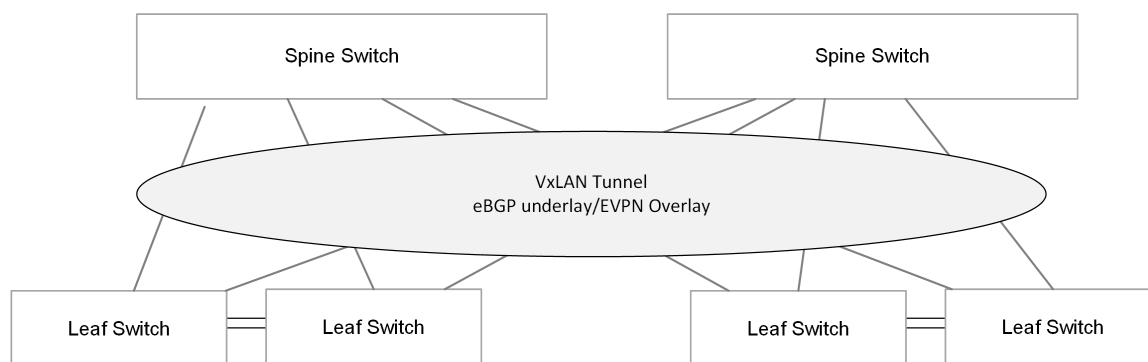 Spine Switch
Spine Switch
VxLAN Tunnel
eBGP underlay/EVPN Overlay
Leaf Switch
Leaf Switch
Leaf Switch
Leaf Switch